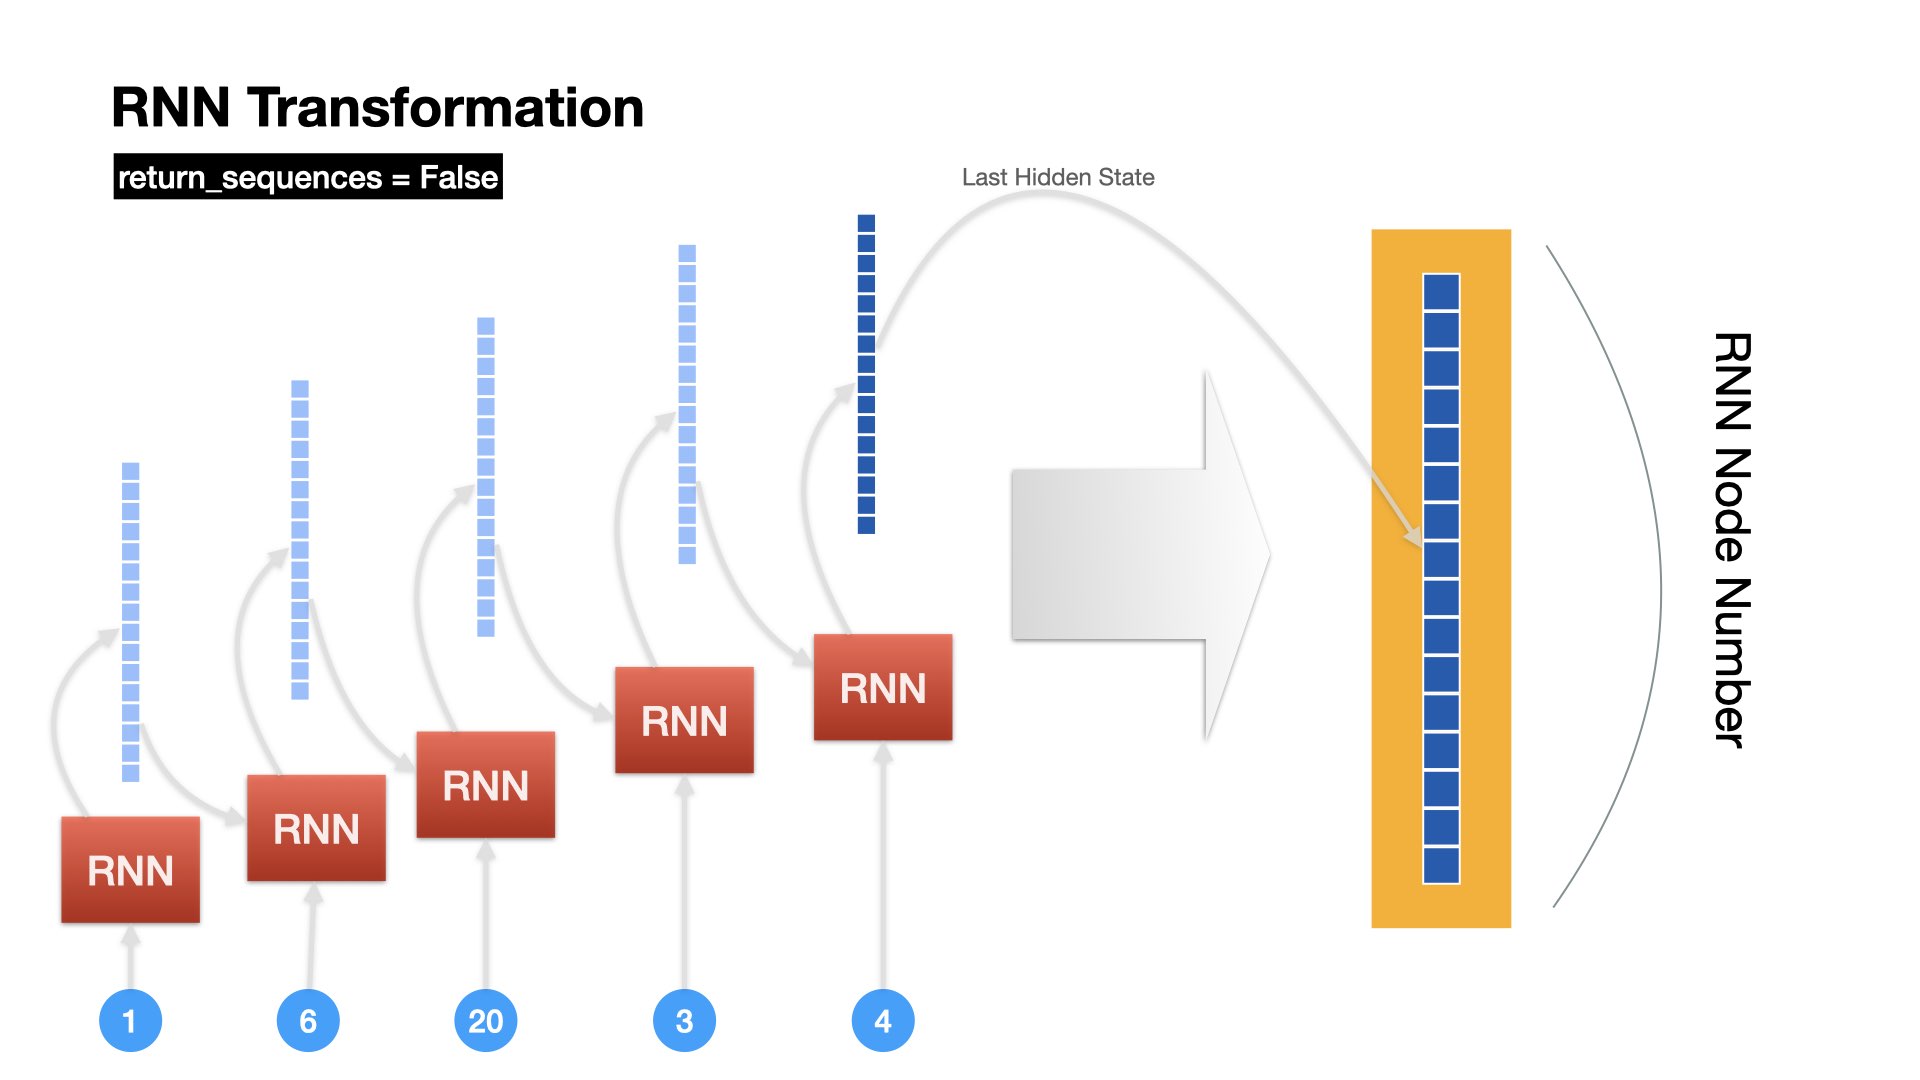 RNN Transformation
return_sequences = False
Last Hidden State
RNN
RNN
RNN
RNN
RNN
1
6
20
3
4
RNN Node Number